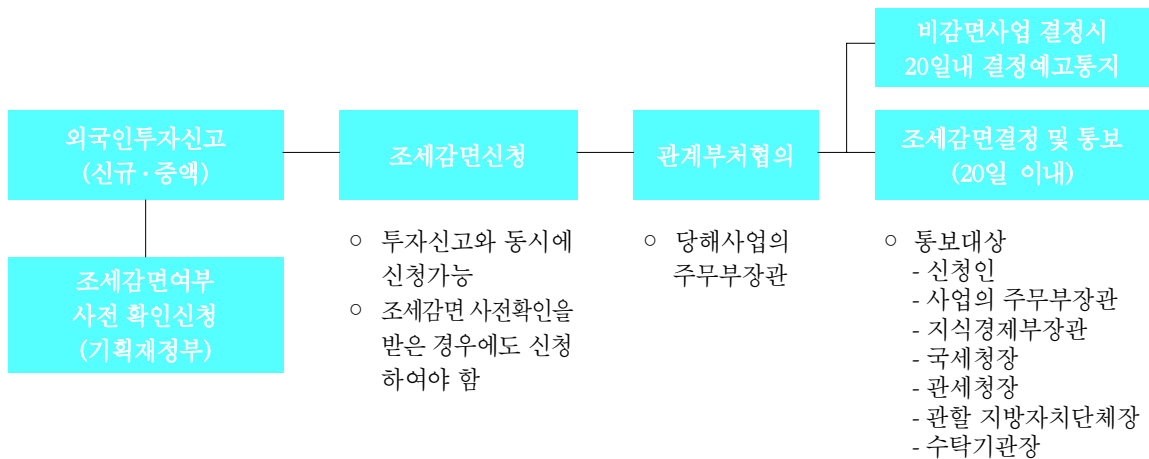 외국인투자신고
(신규·증액)
조세감면여부
사전 확인신청
(기획재정부)
조세감면신청
○ 투자신고와 동시에
신청가능
○ 조세감면 사전확인을
받은 경우에도 신청
하여야 함
관계부처협의
○ 당해사업의
주무부장관
비감면사업 결정시
20일내 결정예고통지
조세감면결정 및 통보
(20일 이내)
○ 통보대상
- 신청인
- 사업의 주무부장관
- 지식경제부장관
- 국세청장
- 관세청장
- 관할 지방자치단체장
- 수탁기관장